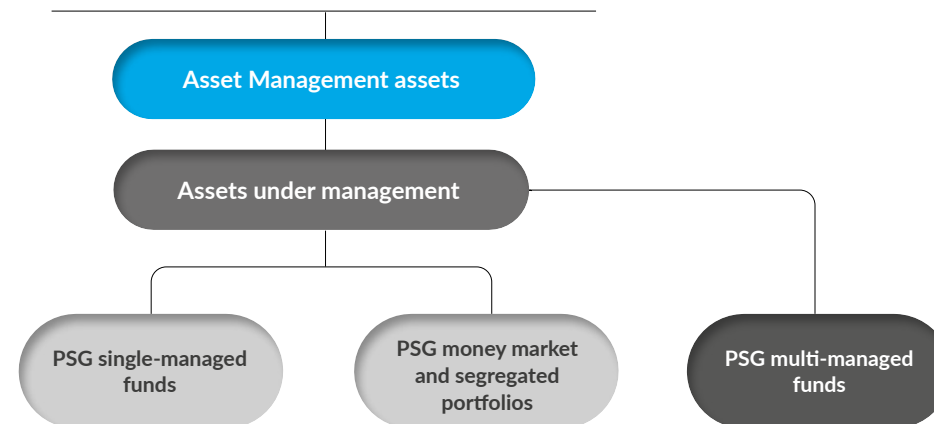 Asset Management assets
Assets under management
PSG single-managed
funds
PSG money market
and segregated
portfolios
PSG multi-managed
funds